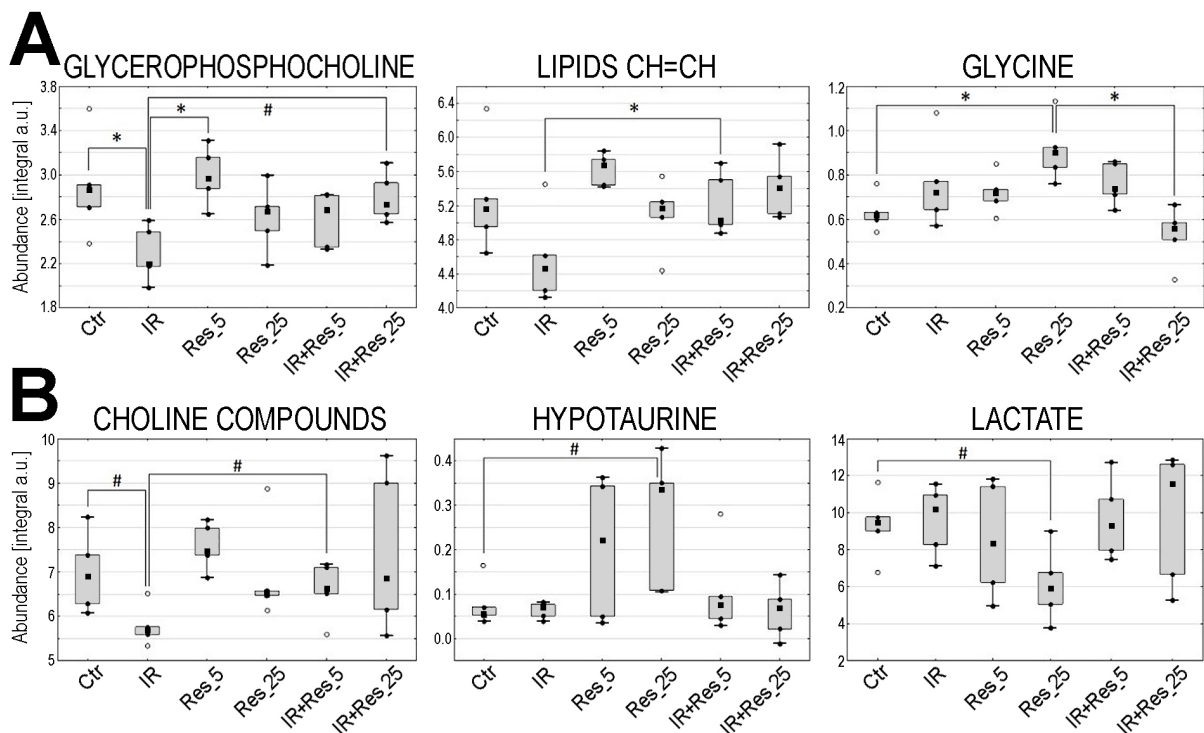 A
GLYCEROPHOSPHOCHOLINE
LIPIDS CH=CH
GLYCINE
Abundance [integral a.u.]
3.8
3.4
3.0
2.6
2.2
1.8
*
*
#
6.4
6.0
5.6
5.2
4.8
4.4
4.0
*
1.2
1.0
0.8
0.6
0.4
0.2
*
*
Ctr
IR
Res_5
Res_25
IR+Res_5
IR+Res_25
Ctr
IR
Res_5
Res_25
IR+Res_5
IR+Res_25
Ctr
IR
Res_5
Res_25
IR+Res_5
IR+Res_25
B
CHOLINE COMPOUNDS
HYPOTAURINE
LACTATE
Abundance [integral a.u.]
10
9
8
7
6
5
#
#
0.4
0.3
0.2
0.1
0.0
#
14
12
10
8
6
4
2
#
Ctr
IR
Res_5
Res_25
IR+Res_5
IR+Res_25
Ctr
IR
Res_5
Res_25
IR+Res_5
IR+Res_25
Ctr
IR
Res_5
Res_25
IR+Res_5
IR+Res_25